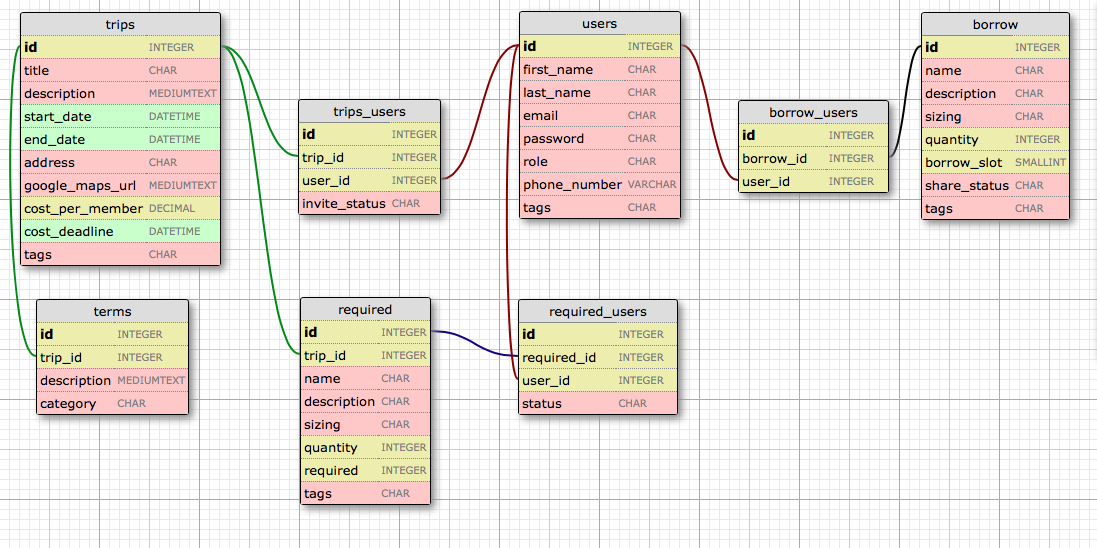 trips
id INTEGER
title CHAR
description MEDIUMTEXT
start_date DATETIME
end_date DATETIME
address CHAR
google_maps_url MEDIUMTEXT
cost_per_member DECIMAL
cost_deadline DATETIME
tags CHAR
trips_users
id INTEGER
trip_id INTEGER
user_id INTEGER
invite_status CHAR
users
id INTEGER
first_name CHAR
last_name CHAR
email CHAR
password CHAR
role CHAR
phone_number VARCHAR
tags CHAR
borrow_users
id INTEGER
borrow_id INTEGER
user_id INTEGER
borrow
id INTEGER
name CHAR
description CHAR
sizing CHAR
quantity INTEGER
borrow_slot SMALLINT
share_status CHAR
tags CHAR
terms
id INTEGER
trip_id INTEGER
description MEDIUMTEXT
category CHAR
required
id INTEGER
trip_id INTEGER
name CHAR
description CHAR
sizing CHAR
quantity INTEGER
required INTEGER
tags CHAR
required_users
id INTEGER
required_id INTEGER
user_id INTEGER
status CHAR